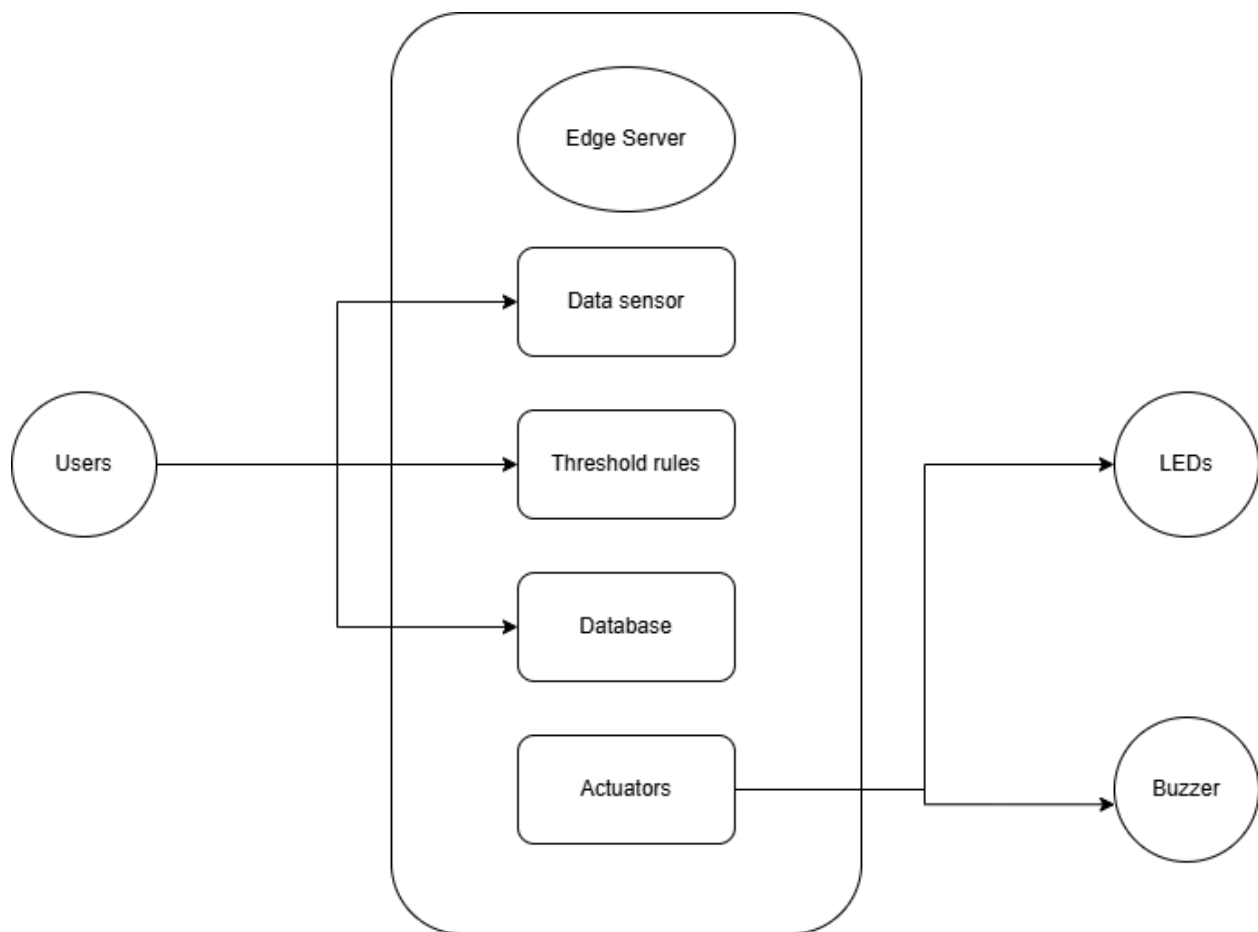 Edge Server
Data sensor
Users
Threshold rules
LEDs
Database
Actuators
Buzzer